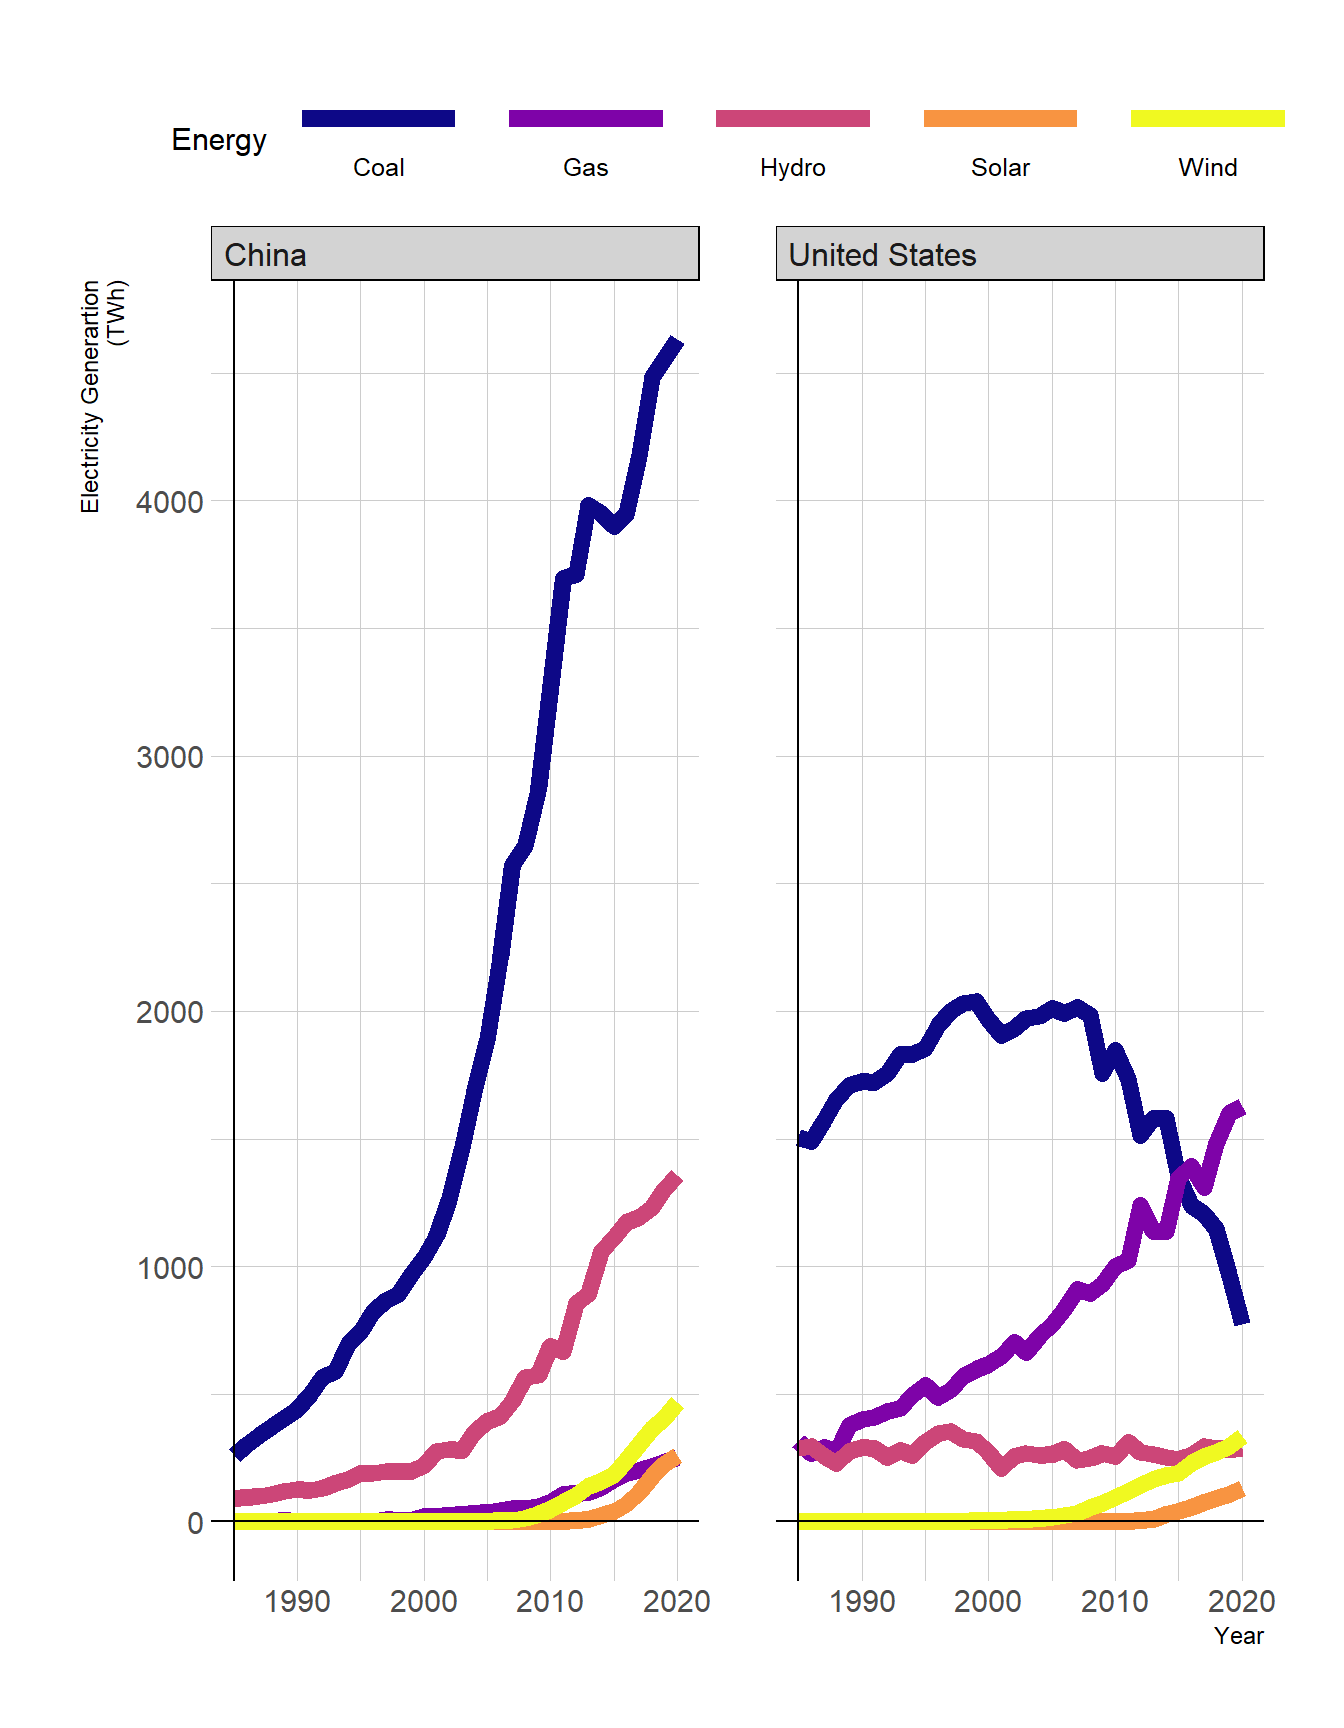 Energy
Coal
Gas
Hydro
Solar
Wind
China
United States
Electricity Generartion
(TWh)
4000
3000
2000
1000
0
1990
2000
2010
2020
1990
2000
2010
2020
Year